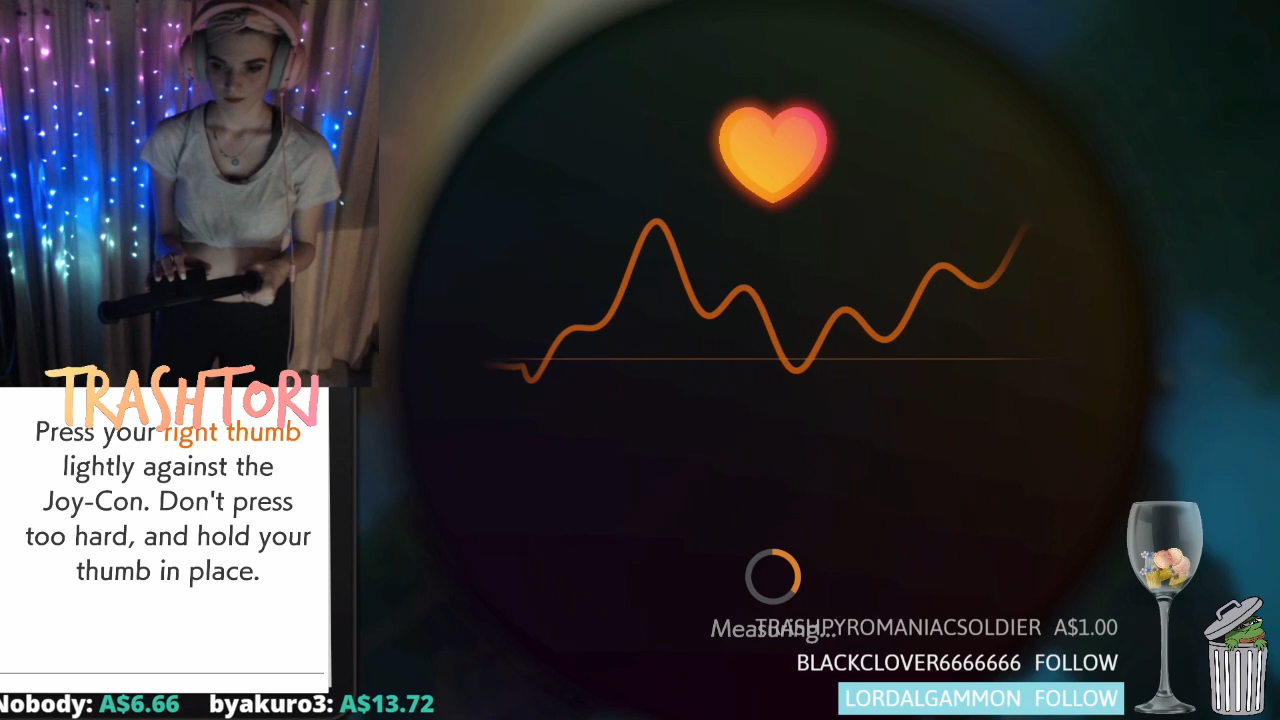 TRASHTORI
Press your right thumb
lightly against the
Joy-Con. Don't press
too hard, and hold your
thumb in place.
Measuring...
TRASHPYROMANIACSOLDIER A$1.00
BLACKCLOVER6666666 FOLLOW
LORDALGAMMON FOLLOW
Nobody: A$6.66 byakuro3: A$13.72